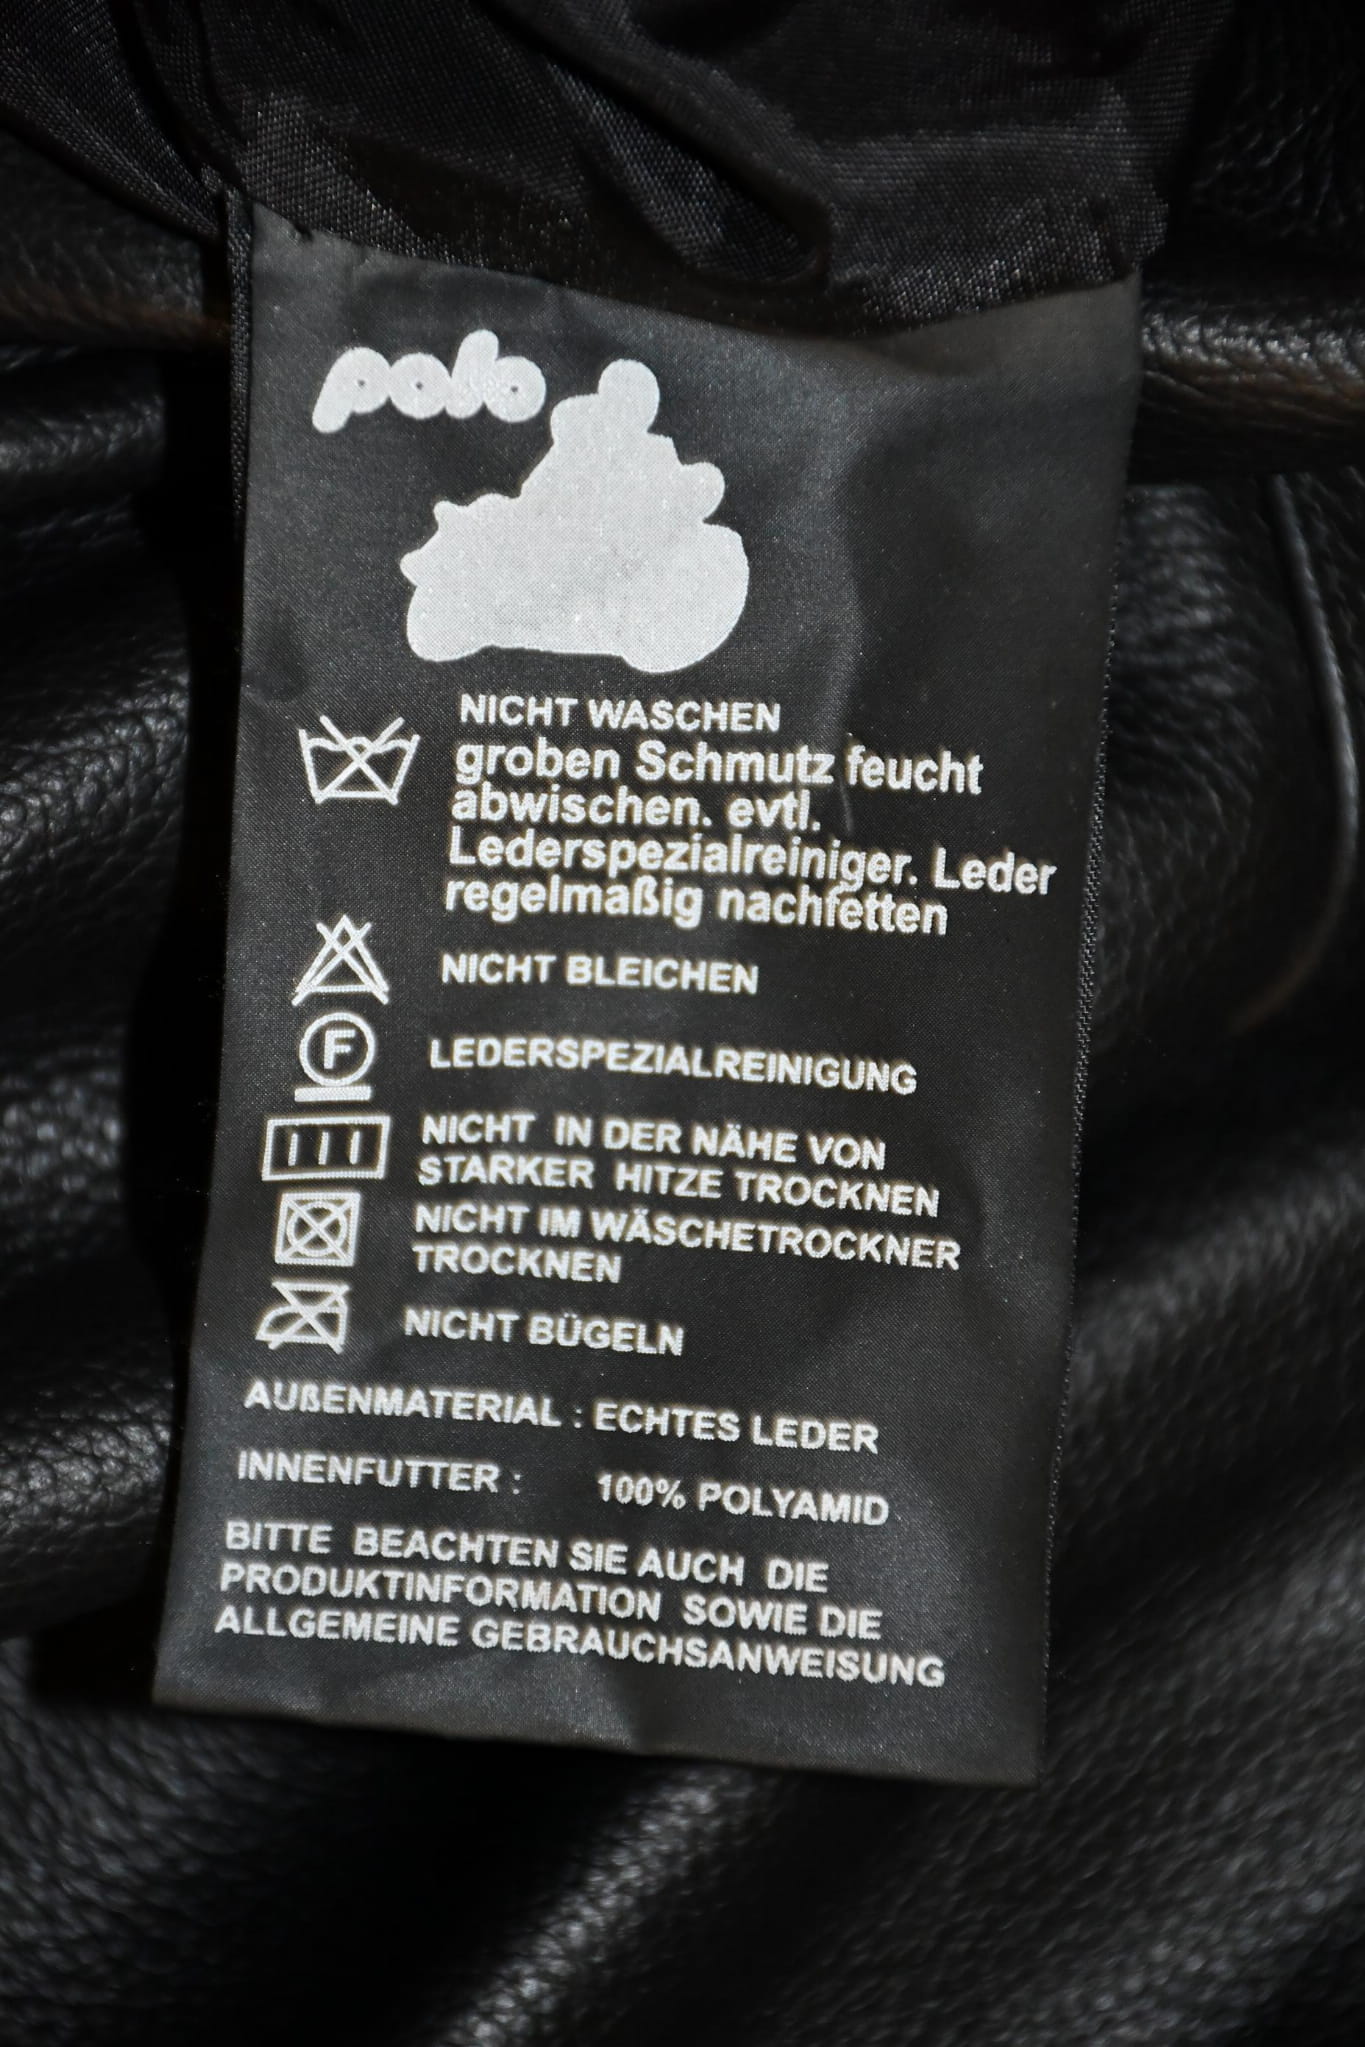 polo
NICHT WASCHEN
groben Schmutz feucht
abwischen. evtl.
Lederspezialreiniger. Leder
regelmaßig nachfetten
NICHT BLEICHEN
F
LEDERSPEZIALREINIGUNG
NICHT IN DER NÄHE VON
STARKER HITZE TROCKNEN
NICHT IM WÄSCHETROCKNER
TROCKNEN
NICHT BÜGELN
AUßENMATERIAL : ECHTES LEDER
INNENFUTTER : 100% POLYAMID
BITTE BEACHTEN SIE AUCH DIE
PRODUKTINFORMATION SOWIE DIE
ALLGEMEINE GEBRAUCHSANWEISUNG